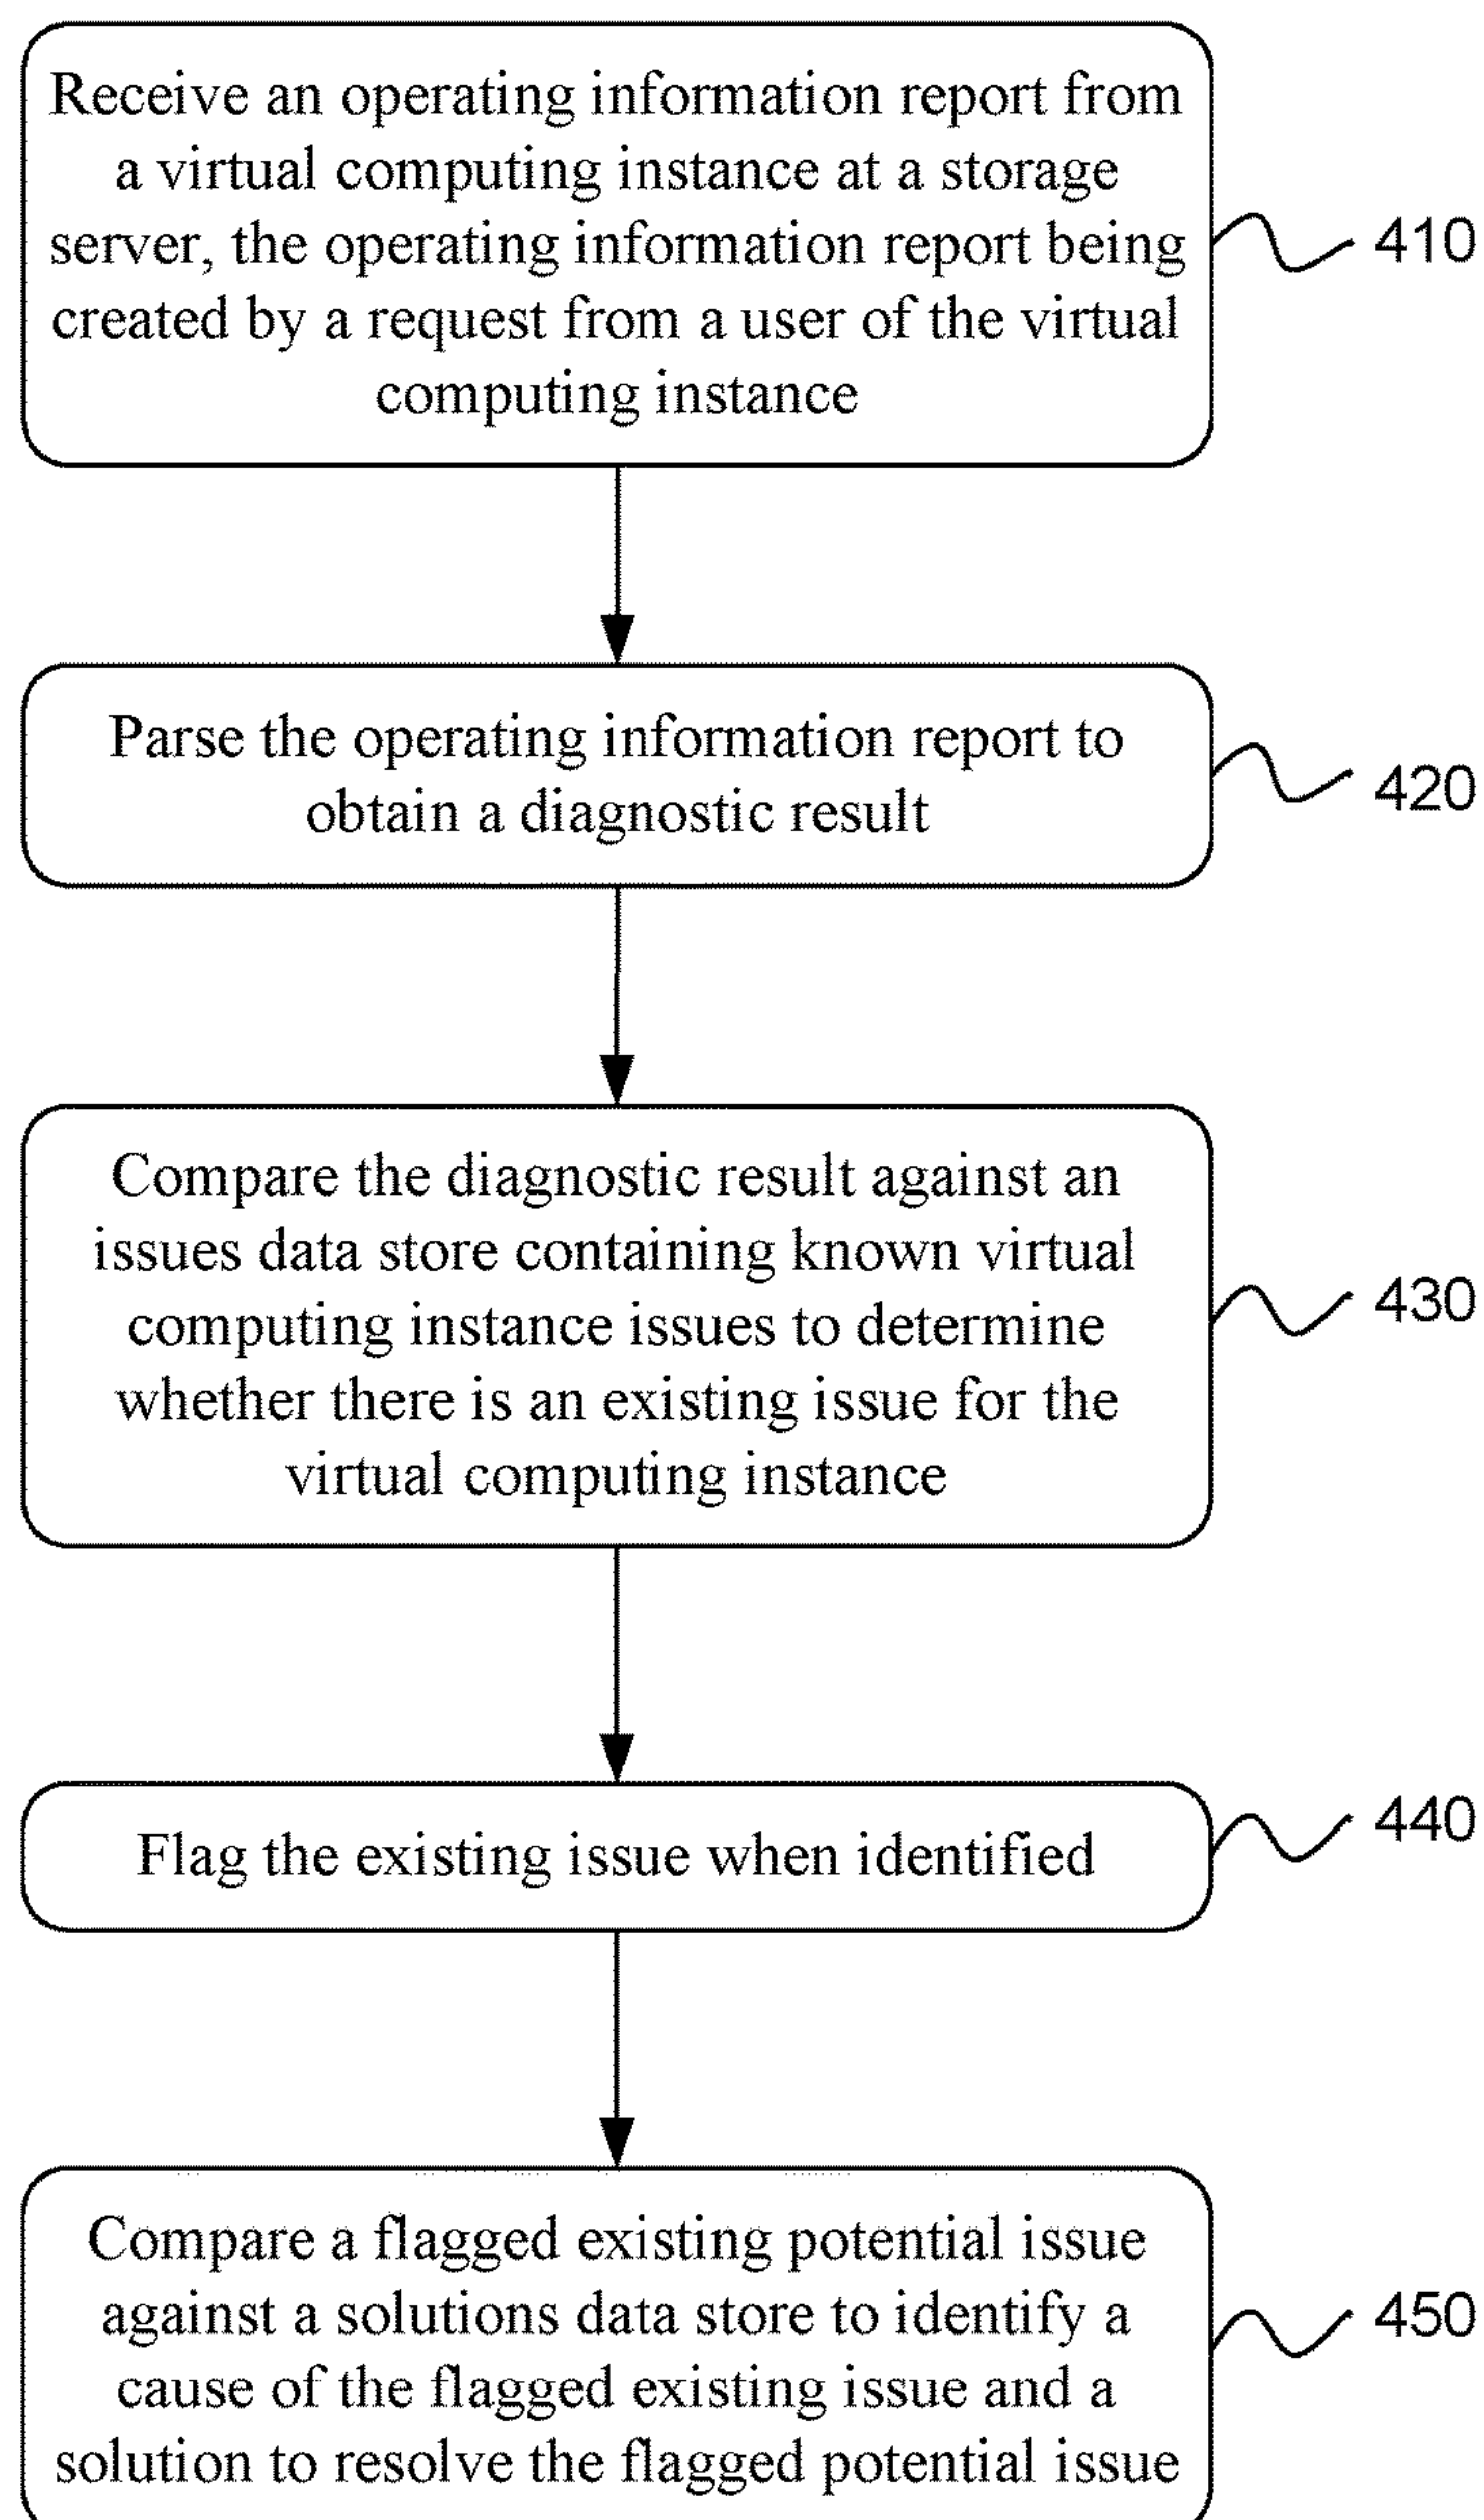 Receive an operating information report from
a virtual computing instance at a storage
server, the operating information report being
created by a request from a user of the virtual
computing instance
410
Parse the operating information report to
obtain a diagnostic result
420
Compare the diagnostic result against an
issues data store containing known virtual
computing instance issues to determine
whether there is an existing issue for the
virtual computing instance
430
Flag the existing issue when identified
440
Compare a flagged existing potential issue
against a solutions data store to identify a
cause of the flagged existing issue and a
solution to resolve the flagged potential issue
450